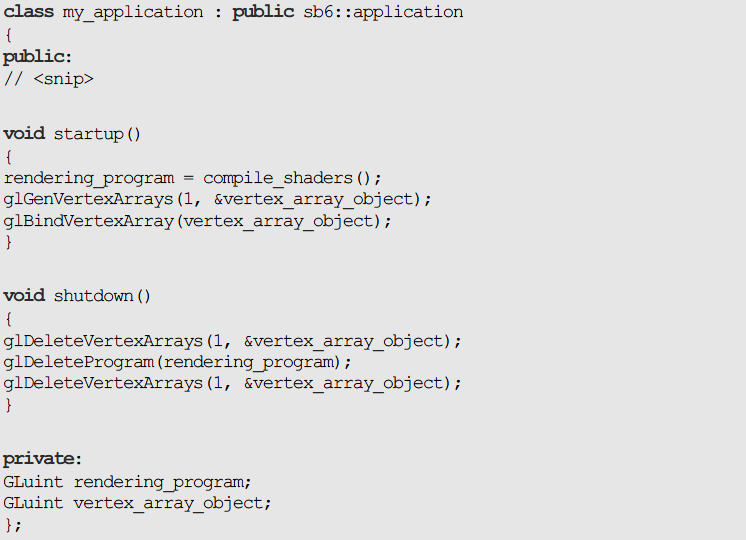 class my_application : public sb6::application
{
public:
// <snip>
void startup()
{
rendering_program = compile_shaders();
glGenVertexArrays(1, &vertex_array_object);
glBindVertexArray(vertex_array_object);
}
void shutdown()
{
glDeleteVertexArrays(1, &vertex_array_object);
glDeleteProgram(rendering_program);
glDeleteVertexArrays(1, &vertex_array_object);
}
private:
GLuint rendering_program;
GLuint vertex_array_object;
};